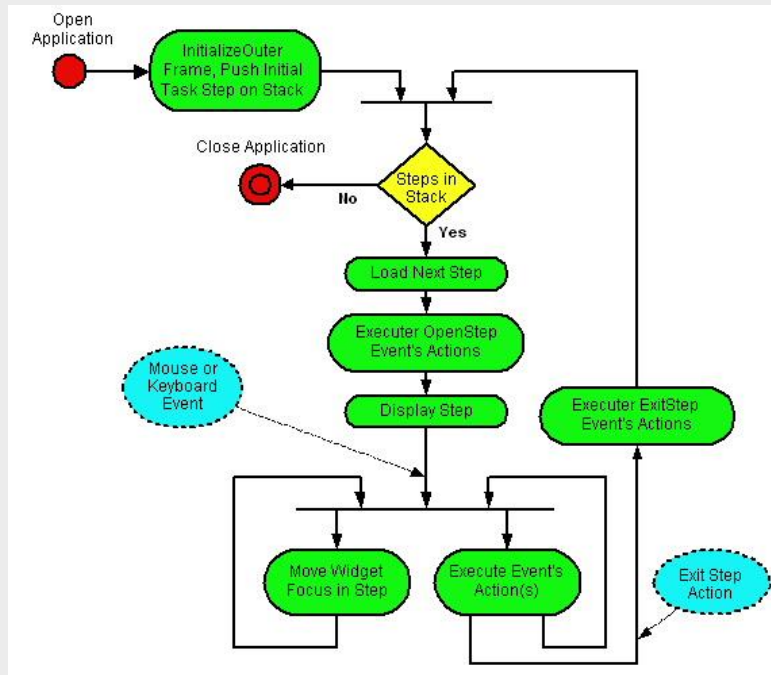 Open
Application
InitializeOuter
Frame, Push Initial
Task Step on Stack
Close Application
Steps in
Stack
No
Yes
Load Next Step
Executer OpenStep
Event's Actions
Mouse or
Keyboard
Event
Display Step
Executer ExitStep
Event's Actions
Move Widget
Focus in Step
Execute Event's
Action(s)
Exit Step
Action